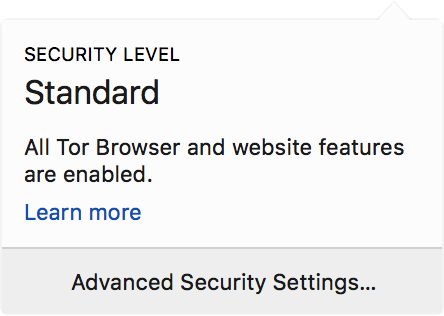 SECURITY LEVEL
Standard
All Tor Browser and website features
are enabled.
Learn more
Advanced Security Settings...